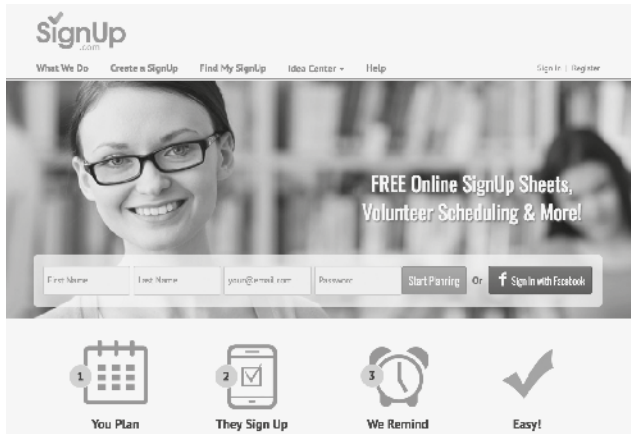 SignUp
.com
What We Do Create a SignUp Find My SignUp Idea Center Help Sign In | Register
FREE Online SignUp Sheets,
Volunteer Scheduling & More!
First Name Last Name your@email.com Password Start Planning Or f Sign In with Facebook
1 2 3
You Plan They Sign Up We Remind Easy!